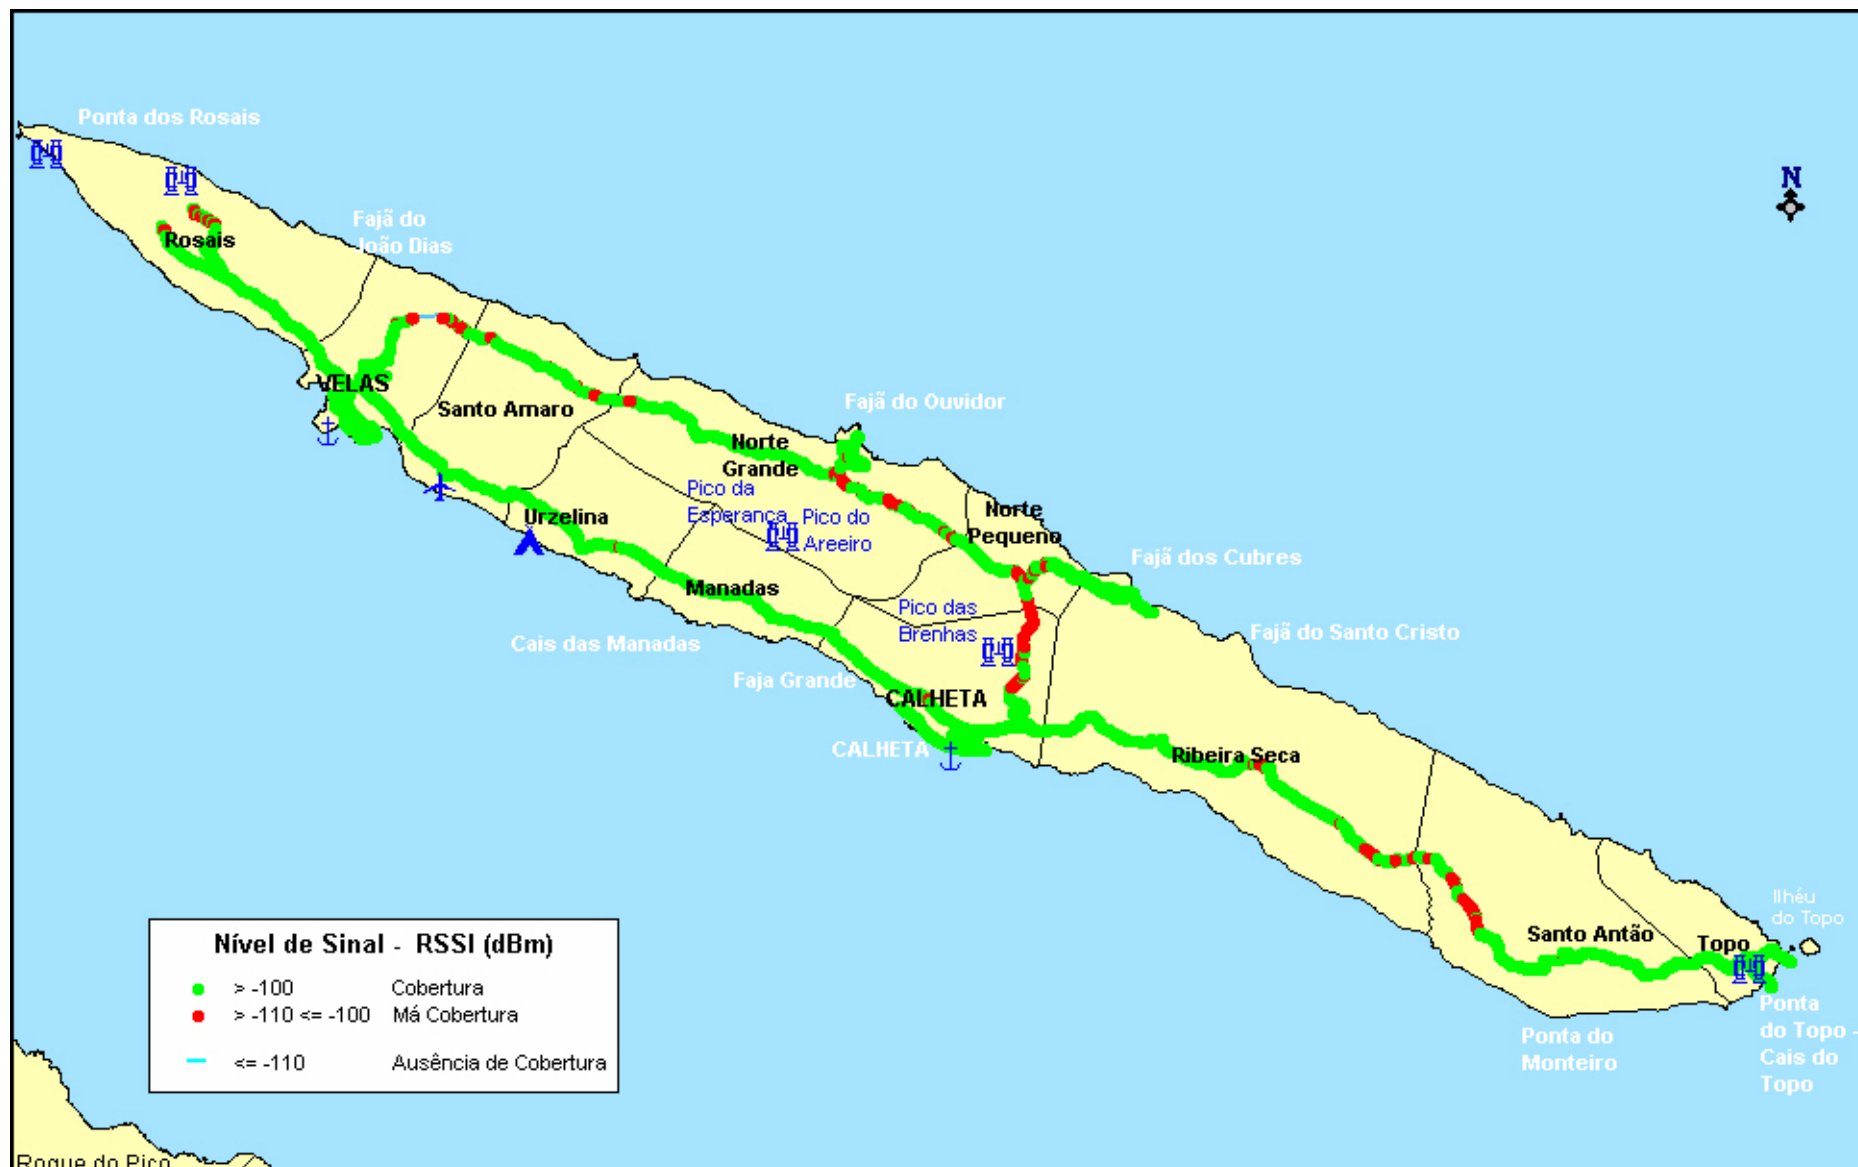 Ponta dos Rosais
N
Fajã do
João Dias
Rosais
VELAS
Santo Amaro
Fajã do Ouvidor
Norte
Grande
Pico da
Esperança
Pico do
Areeiro
Urzelina
Norte
Pequeno
Fajã dos Cubres
Manadas
Pico das
Brenhas
Fajã do Santo Cristo
Cais das Manadas
Faja Grande
CALHETA
CALHETA
Ribeira Seca
Ilhéu
do Topo
Santo Antão
Topo
Ponta
do Topo -
Cais do
Topo
Ponta do
Monteiro
Nível de Sinal - RSSI (dBm)
> -100 Cobertura
> -110 <= -100 Má Cobertura
<= -110 Ausência de Cobertura
Roque do Pico